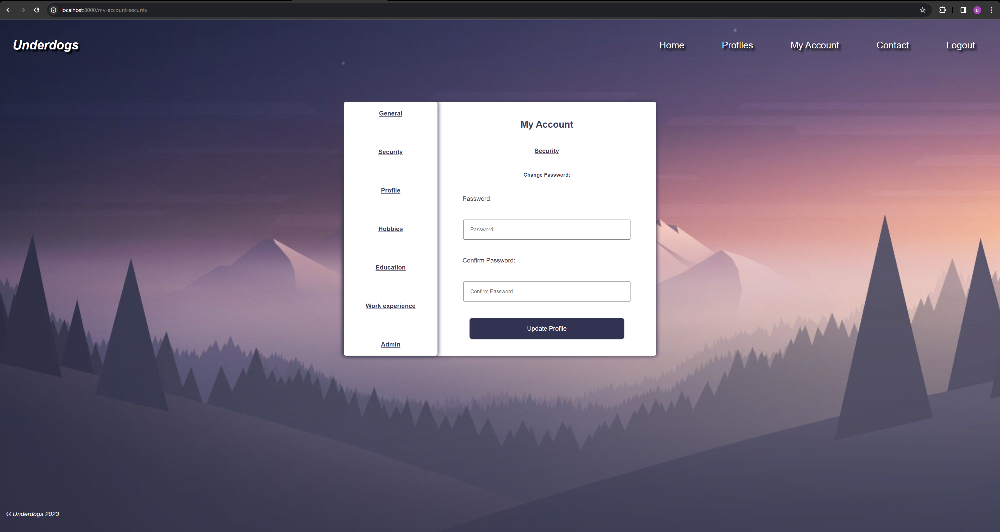 localhost:8000/my-account-security
D
Underdogs
Home Profiles My Account Contact Logout
General
Security
Profile
Hobbies
Education
Work experience
Admin
My Account
Security
Change Password:
Password:
Password
Confirm Password:
Confirm Password
Update Profile
© Underdogs 2023